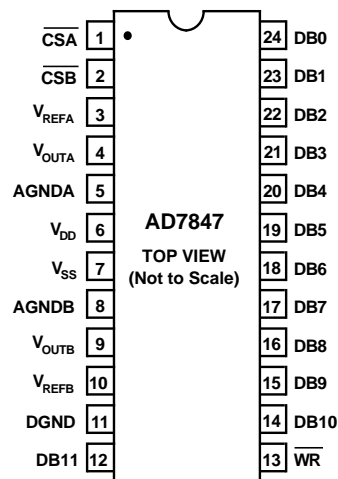 CSA 1 24 DB0
CSB 2 23 DB1
VREFA 3 22 DB2
VOUTA 4 21 DB3
AGNDA 5 20 DB4
AD7847
VDD 6 19 DB5
TOP VIEW
VSS 7 18 DB6
(Not to Scale)
AGNDB 8 17 DB7
VOUTB 9 16 DB8
VREFB 10 15 DB9
DGND 11 14 DB10
DB11 12 13 WR